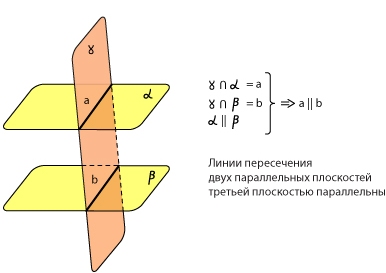 ɣ
a
α
b
β
ɣ ∩ α = a
ɣ ∩ β = b
α || β
⇒ a || b
Линии пересечения
двух параллельных плоскостей
третьей плоскостью параллельны